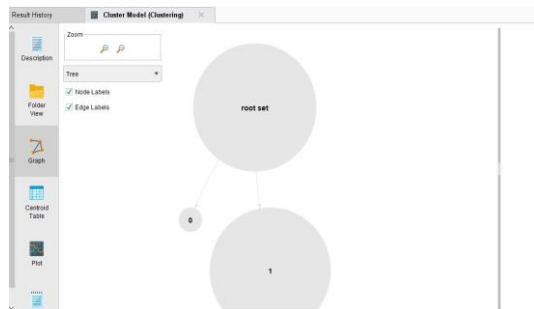 Result History
Cluster Model (Clustering)
Description
Folder
View
Graph
Centroid
Table
Plot
Zoom
Tree
Node Labels
Edge Labels
root set
0
1